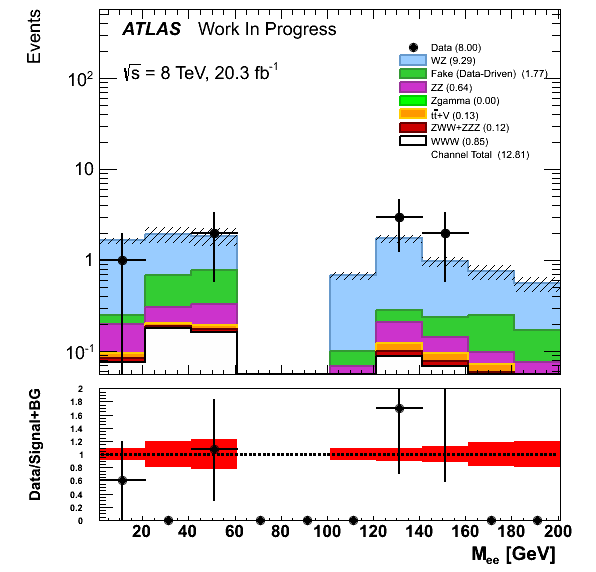 Events
ATLAS Work In Progress
√s = 8 TeV, 20.3 fb⁻¹
Data (8.00)
WZ (9.29)
Fake (Data-Driven) (1.77)
ZZ (0.64)
Zgamma (0.00)
tt̄+V (0.13)
ZWW+ZZZ (0.12)
WWW (0.85)
Channel Total (12.81)
10²
10
1
10⁻¹
Data/Signal+BG
2
1.8
1.6
1.4
1.2
1
0.8
0.6
0.4
0.2
0
20 40 60 80 100 120 140 160 180 200
M_ee [GeV]